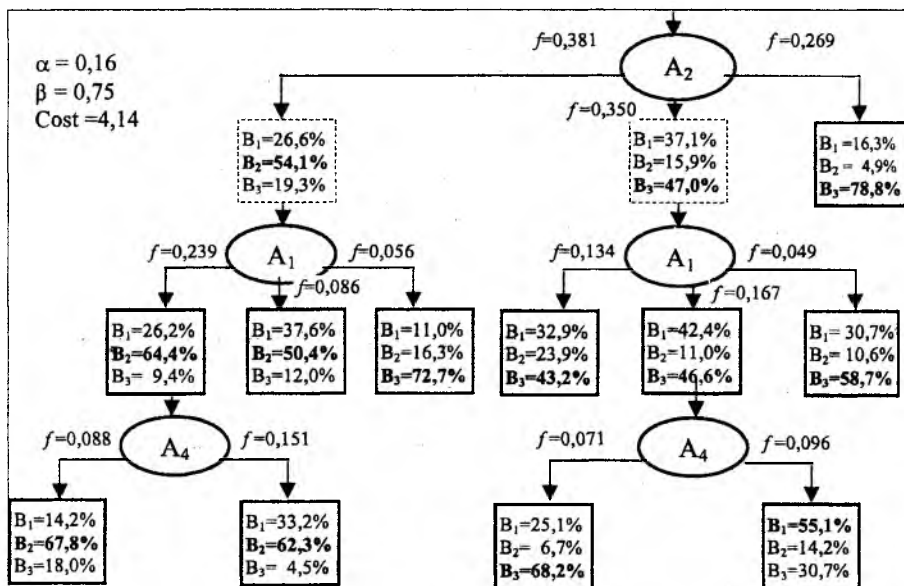 f=0,381
A2
f=0,269
α = 0,16
β = 0,75
Cost =4,14
f=0,350
B1=26,6%
B2=54,1%
B3=19,3%
B1=37,1%
B2=15,9%
B3=47,0%
B1=16,3%
B2= 4,9%
B3=78,8%
f=0,239
A1
f=0,056
f=0,086
f=0,134
A1
f=0,049
f=0,167
B1=26,2%
B2=64,4%
B3= 9,4%
B1=37,6%
B2=50,4%
B3=12,0%
B1=11,0%
B2=16,3%
B3=72,7%
B1=32,9%
B2=23,9%
B3=43,2%
B1=42,4%
B2=11,0%
B3=46,6%
B1= 30,7%
B2= 10,6%
B3=58,7%
f=0,088
A4
f=0,151
f=0,071
A4
f=0,096
B1=14,2%
B2=67,8%
B3=18,0%
B1=33,2%
B2=62,3%
B3= 4,5%
B1=25,1%
B2= 6,7%
B3=68,2%
B1=55,1%
B2=14,2%
B3=30,7%